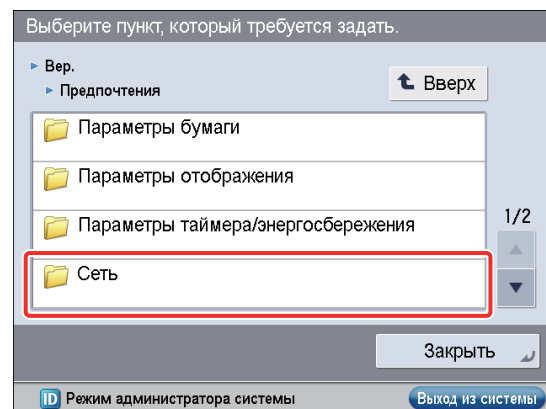 Выберите пункт, который требуется задать.
Вер.
Предпочтения
Вверх
Параметры бумаги
Параметры отображения
Параметры таймера/энергосбережения
Сеть
1/2
Закрыть
ID Режим администратора системы
Выход из системы